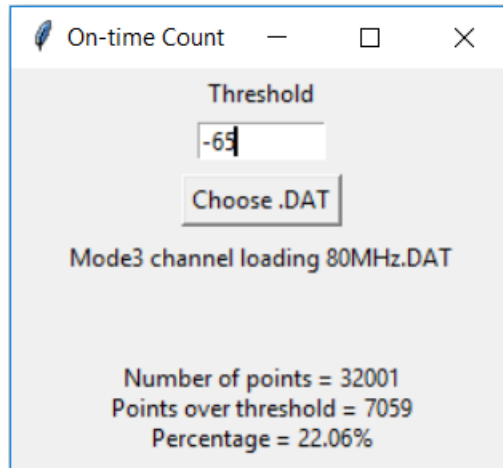 On-time Count
Threshold
-65
Choose .DAT
Mode3 channel loading 80MHz.DAT
Number of points = 32001
Points over threshold = 7059
Percentage = 22.06%